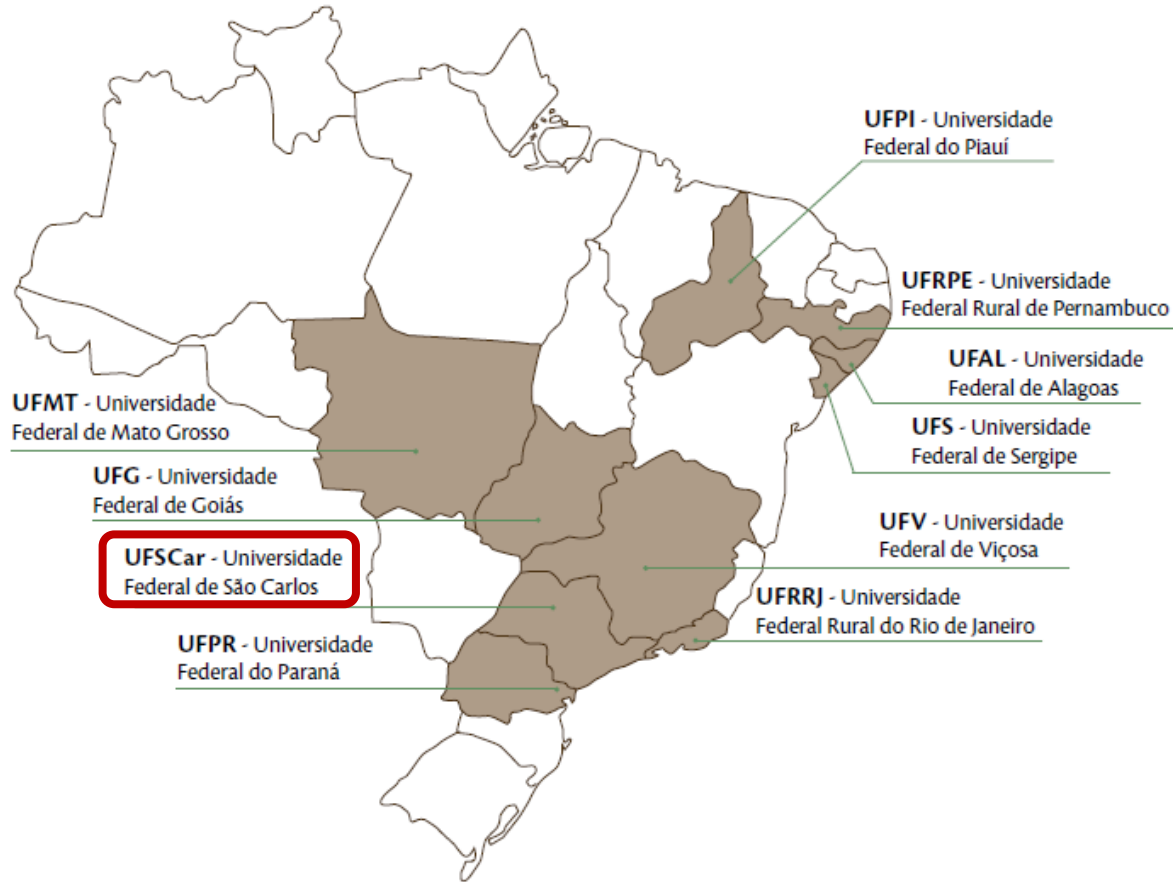 UFPI - Universidade
Federal do Piauí
UFRPE - Universidade
Federal Rural de Pernambuco
UFAL - Universidade
Federal de Alagoas
UFMT - Universidade
Federal de Mato Grosso
UFS - Universidade
Federal de Sergipe
UFG - Universidade
Federal de Goiás
UFV - Universidade
Federal de Viçosa
UFSCar - Universidade
Federal de São Carlos
UFRRJ - Universidade
Federal Rural do Rio de Janeiro
UFPR - Universidade
Federal do Paraná